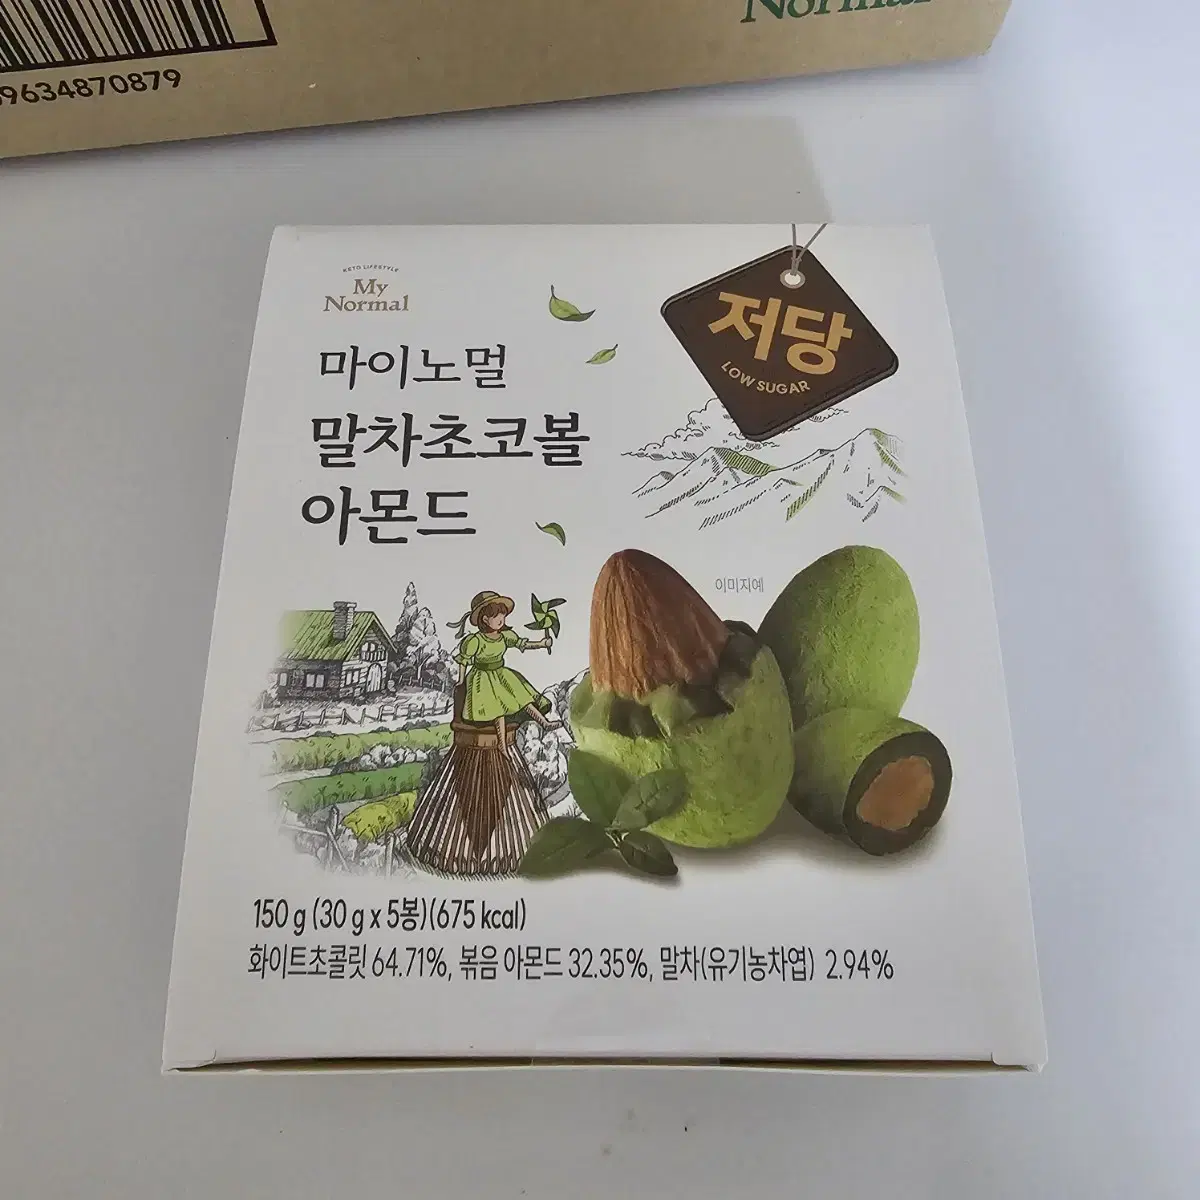 9634870879
Normal
KETO LIFESTYLE
My
Normal
마이노멀
말차초코볼
아몬드
저당
LOW SUGAR
이미지예
150 g (30 g x 5봉)(675 kcal)
화이트초콜릿 64.71%, 볶음 아몬드 32.35%, 말차(유기농차엽) 2.94%